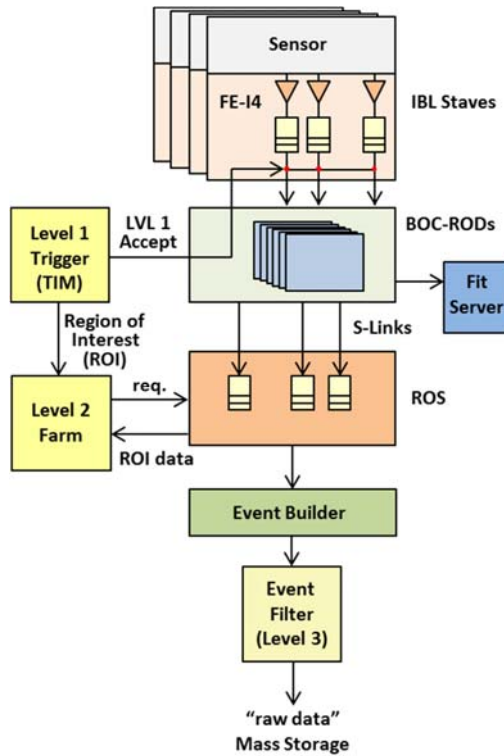 Sensor
FE-I4
IBL Staves
LVL 1
Accept
BOC-RODs
Level 1
Trigger
(TIM)
Fit
Server
Region of
Interest
(ROI)
S-Links
req.
ROS
Level 2
Farm
ROI data
Event Builder
Event
Filter
(Level 3)
“raw data”
Mass Storage